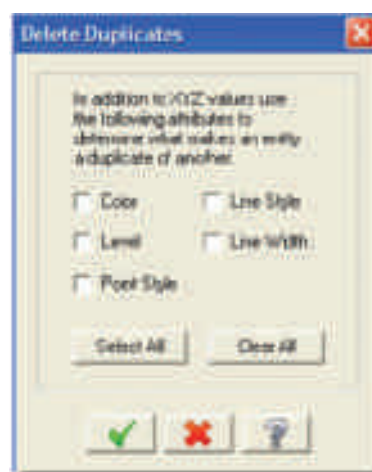 Delete Duplicates
In addition to XYZ values use
the following attributes to
determine what makes an entity
a duplicate of another.
Color Line Style
Level Line Width
Point Style
Select All Clear All
?